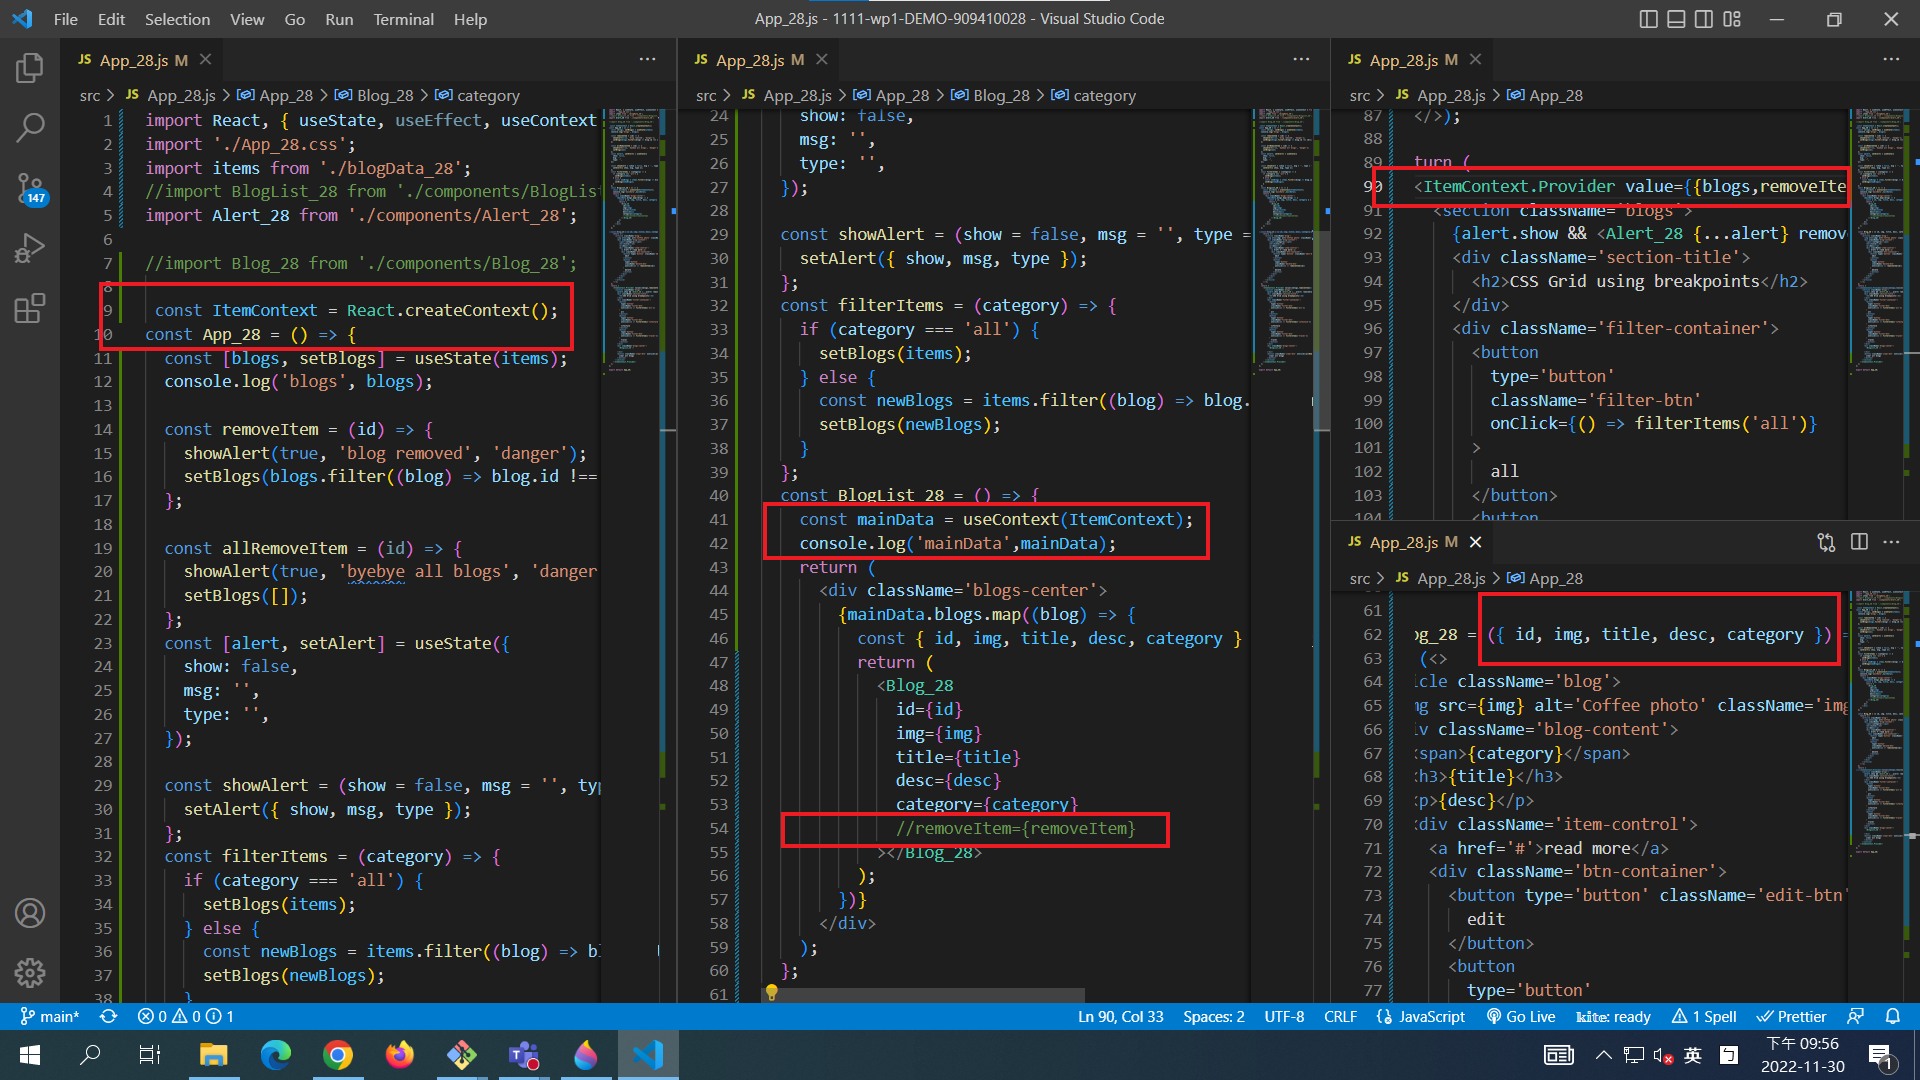 File Edit Selection View Go Run Terminal Help
App_28.js - 1111-wp1-DEMO-909410028 - Visual Studio Code
JS App_28.js M
src > JS App_28.js > App_28 > Blog_28 > category
147
1 import React, { useState, useEffect, useContext
2 import './App_28.css';
3 import items from './blogData_28';
4 //import BlogList_28 from './components/BlogList
5 import Alert_28 from './components/Alert_28';
6
7 //import Blog_28 from './components/Blog_28';
8
9 const ItemContext = React.createContext();
10 const App_28 = () => {
11 const [blogs, setBlogs] = useState(items);
12 console.log('blogs', blogs);
13
14 const removeItem = (id) => {
15 showAlert(true, 'blog removed', 'danger');
16 setBlogs(blogs.filter((blog) => blog.id !==
17 };
18
19 const allRemoveItem = (id) => {
20 showAlert(true, 'byebye all blogs', 'danger
21 setBlogs([]);
22 };
23 const [alert, setAlert] = useState({
24 show: false,
25 msg: '',
26 type: '',
27 });
28
29 const showAlert = (show = false, msg = '', typ
30 setAlert({ show, msg, type });
31 };
32 const filterItems = (category) => {
33 if (category === 'all') {
34 setBlogs(items);
35 } else {
36 const newBlogs = items.filter((blog) => bl
37 setBlogs(newBlogs);
38 }
JS App_28.js M
src > JS App_28.js > App_28 > Blog_28 > category
24 show: false,
25 msg: '',
26 type: '',
27 });
28
29 const showAlert = (show = false, msg = '', type =
30 setAlert({ show, msg, type });
31 };
32 const filterItems = (category) => {
33 if (category === 'all') {
34 setBlogs(items);
35 } else {
36 const newBlogs = items.filter((blog) => blog.
37 setBlogs(newBlogs);
38 }
39 };
40 const BlogList_28 = () => {
41 const mainData = useContext(ItemContext);
42 console.log('mainData',mainData);
43 return (
44 <div className='blogs-center'>
45 {mainData.blogs.map((blog) => {
46 const { id, img, title, desc, category }
47 return (
48 <Blog_28
49 id={id}
50 img={img}
51 title={title}
52 desc={desc}
53 category={category}
54 //removeItem={removeItem}
55 ></Blog_28>
56 );
57 })}
58 </div>
59 );
60 };
61
JS App_28.js M
src > JS App_28.js > App_28
87 </>);
88
89 turn (
90 <ItemContext.Provider value={{blogs,removeIte
91 <section className='blogs'>
92 {alert.show && <Alert_28 {...alert} remov
93 <div className='section-title'>
94 <h2>CSS Grid using breakpoints</h2>
95 </div>
96 <div className='filter-container'>
97 <button
98 type='button'
99 className='filter-btn'
100 onClick={() => filterItems('all')}
101 >
102 all
103 </button>
104 <button
JS App_28.js M
src > JS App_28.js > App_28
61
62 og_28 = ({ id, img, title, desc, category }) =
63 (<>
64 icle className='blog'>
65 mg src={img} alt='Coffee photo' className='img
66 iv className='blog-content'>
67 <span>{category}</span>
68 <h3>{title}</h3>
69 <p>{desc}</p>
70 <div className='item-control'>
71 <a href='#'>read more</a>
72 <div className='btn-container'>
73 <button type='button' className='edit-btn'
74 edit
75 </button>
76 <button
77 type='button'
main* 0 0 1
Ln 90, Col 33 Spaces: 2 UTF-8 CRLF JavaScript Go Live kite: ready 1 Spell Prettier
英
下午 09:56
2022-11-30
1